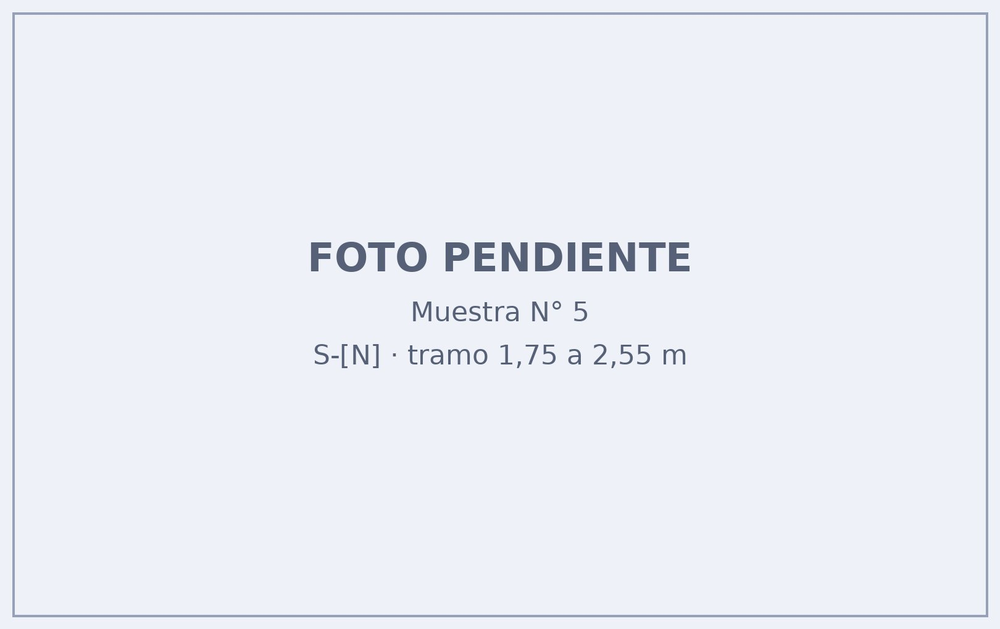 FOTO PENDIENTE
Muestra N° 5
S-[N] · tramo 1,75 a 2,55 m